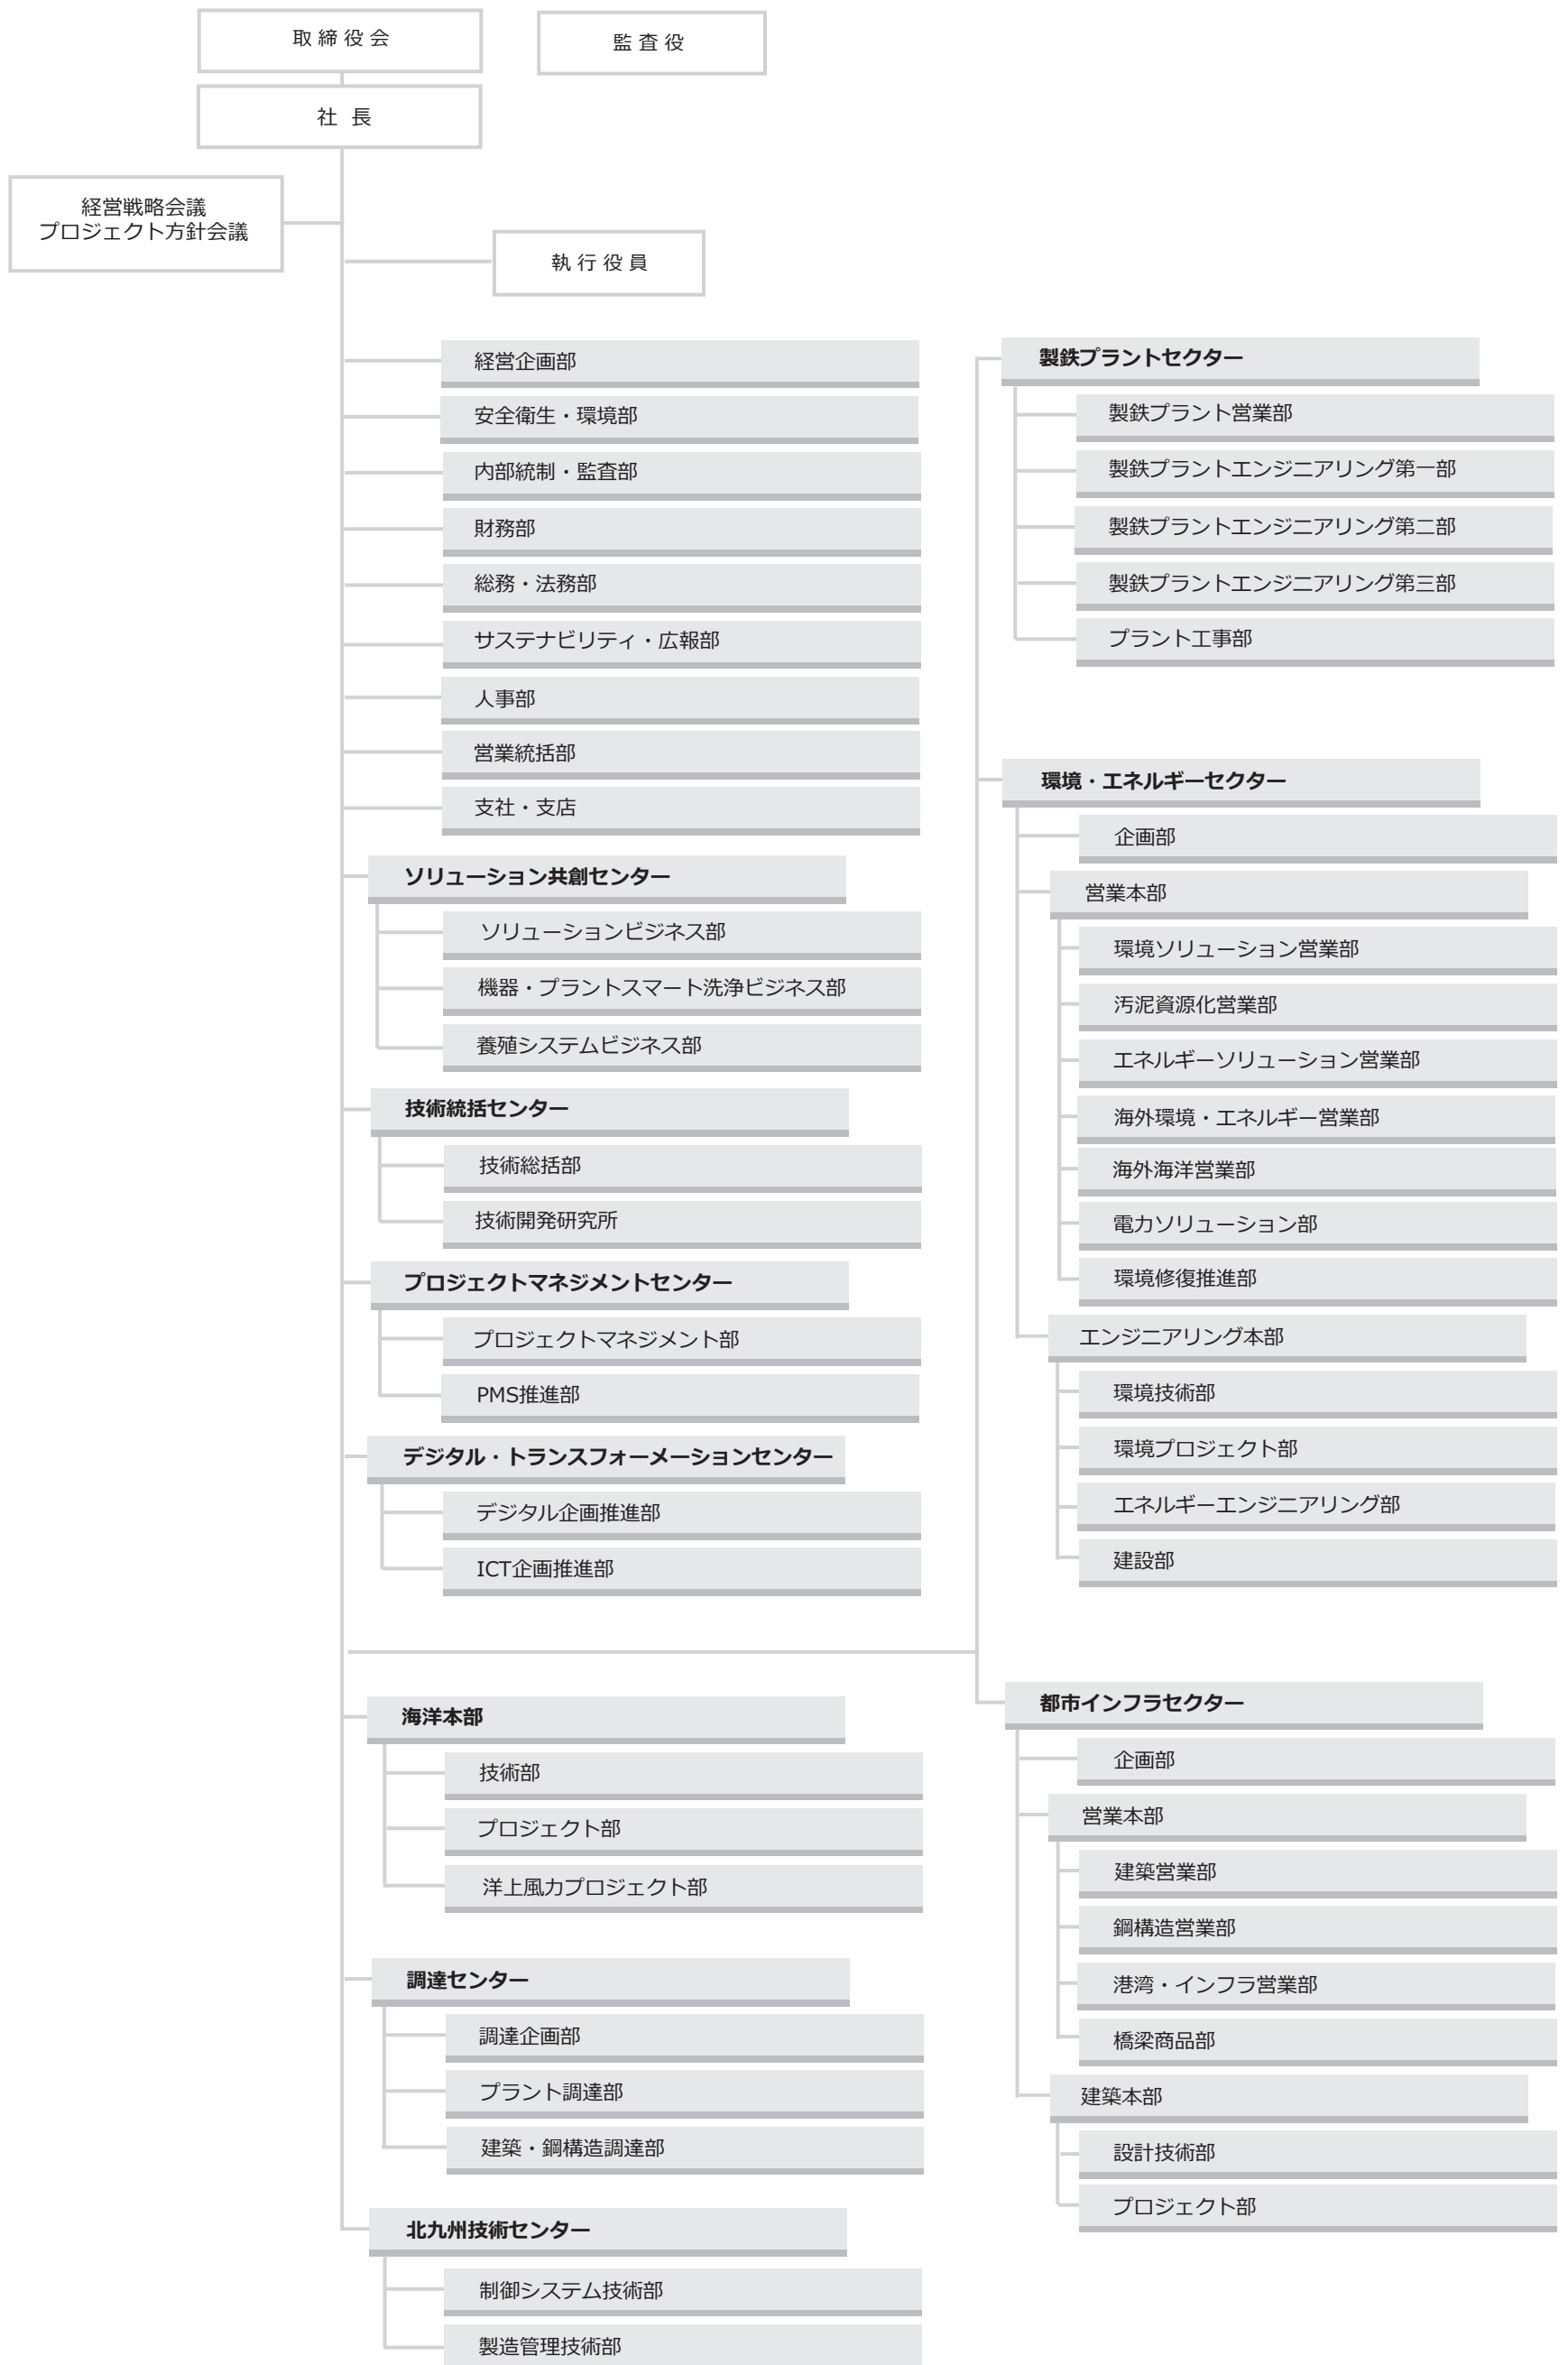 取締役会
監査役
社長
経営戦略会議
プロジェクト方針会議
執行役員
経営企画部
安全衛生・環境部
内部統制・監査部
財務部
総務・法務部
サステナビリティ・広報部
人事部
営業統括部
支社・支店
ソリューション共創センター
ソリューションビジネス部
機器・プラントスマート洗浄ビジネス部
養殖システムビジネス部
技術統括センター
技術総括部
技術開発研究所
プロジェクトマネジメントセンター
プロジェクトマネジメント部
PMS推進部
デジタル・トランスフォーメーションセンター
デジタル企画推進部
ICT企画推進部
海洋本部
技術部
プロジェクト部
洋上風力プロジェクト部
調達センター
調達企画部
プラント調達部
建築・鋼構造調達部
北九州技術センター
制御システム技術部
製造管理技術部
製鉄プラントセクター
製鉄プラント営業部
製鉄プラントエンジニアリング第一部
製鉄プラントエンジニアリング第二部
製鉄プラントエンジニアリング第三部
プラント工事部
環境・エネルギーセクター
企画部
営業本部
環境ソリューション営業部
汚泥資源化営業部
エネルギーソリューション営業部
海外環境・エネルギー営業部
海外海洋営業部
電力ソリューション部
環境修復推進部
エンジニアリング本部
環境技術部
環境プロジェクト部
エネルギーエンジニアリング部
建設部
都市インフラセクター
企画部
営業本部
建築営業部
鋼構造営業部
港湾・インフラ営業部
橋梁商品部
建築本部
設計技術部
プロジェクト部